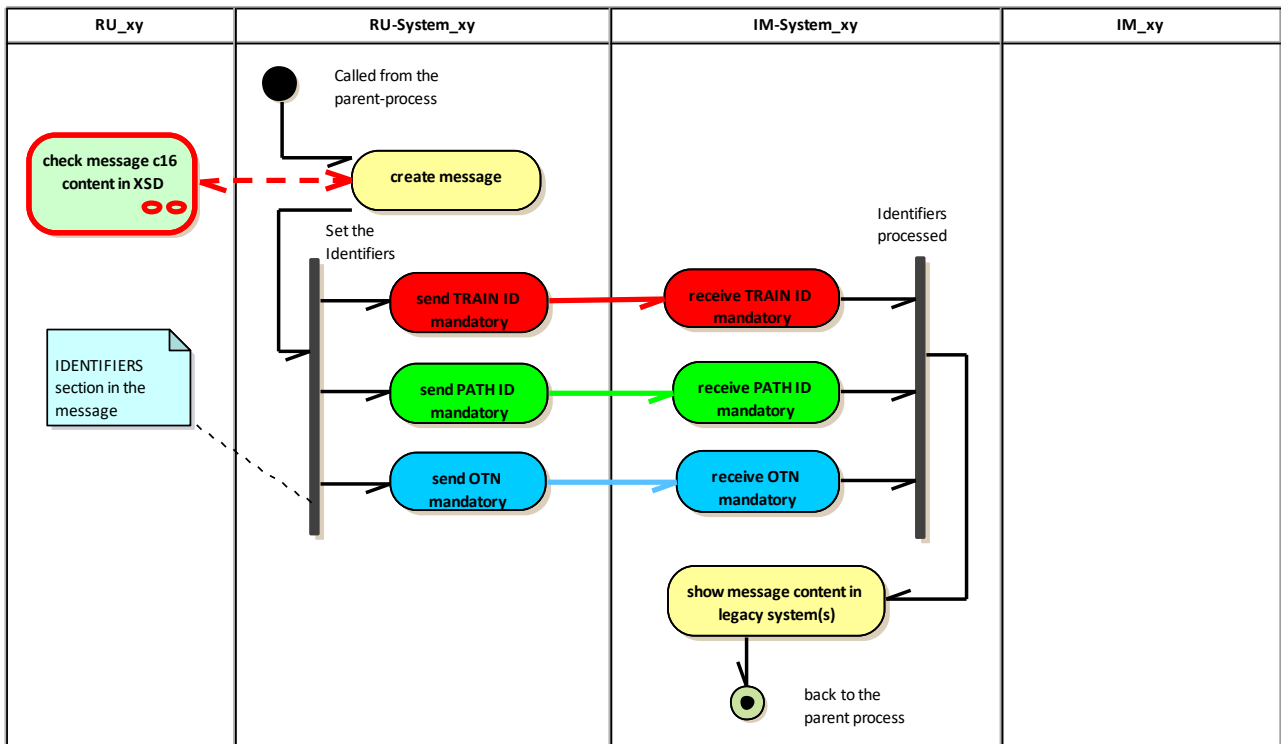 RU_xy
RU-System_xy
IM-System_xy
IM_xy
Called from the
parent-process
check message c16
content in XSD
create message
Set the
Identifiers
Identifiers
processed
send TRAIN ID
mandatory
receive TRAIN ID
mandatory
IDENTIFIERS
section in the
message
send PATH ID
mandatory
receive PATH ID
mandatory
send OTN
mandatory
receive OTN
mandatory
show message content in
legacy system(s)
back to the
parent process